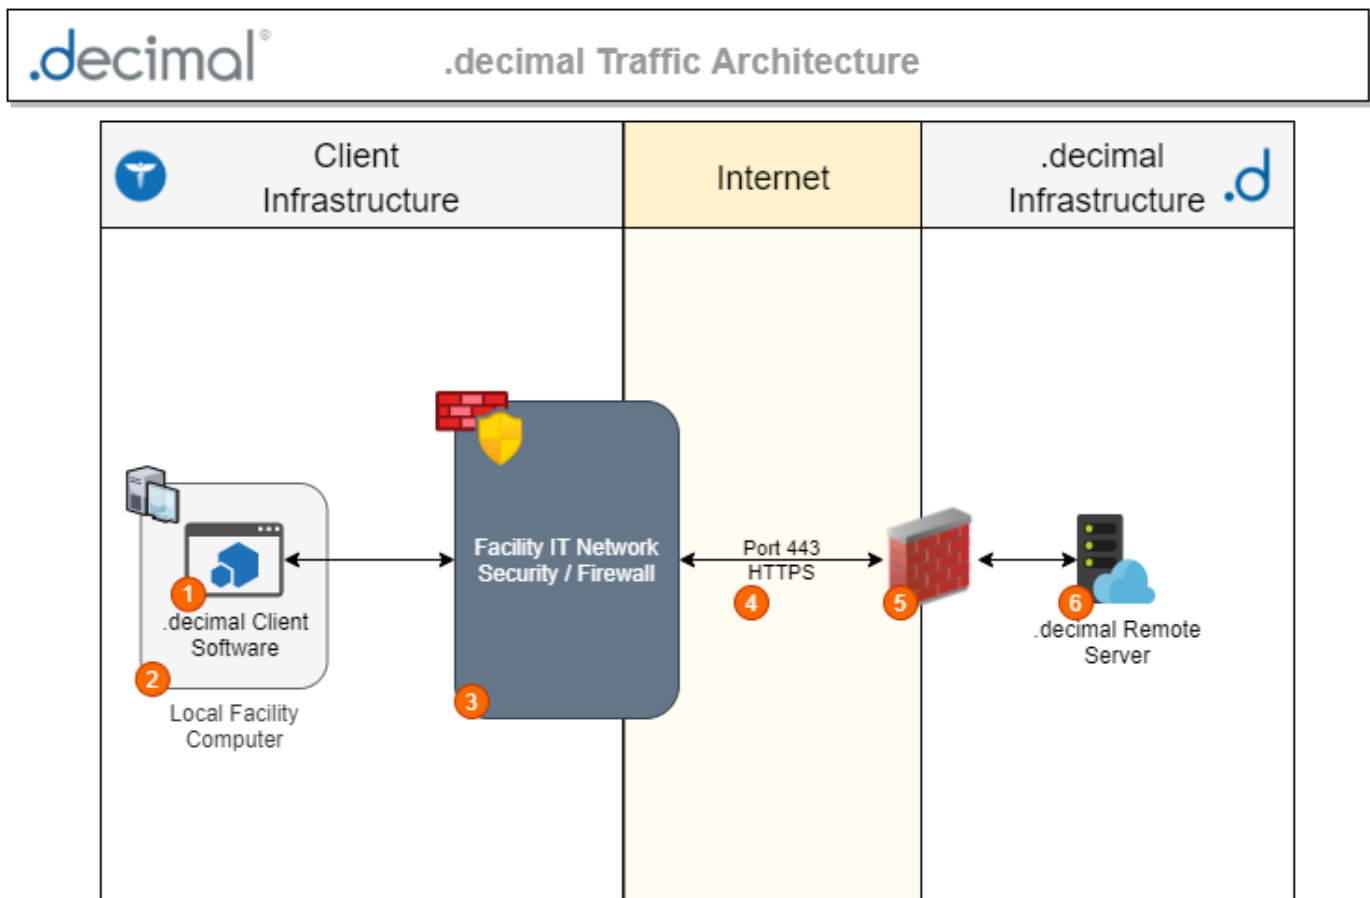 .decimal®
.decimal Traffic Architecture
Client
Infrastructure
Internet
.decimal
Infrastructure
.d
Facility IT Network
Security / Firewall
Port 443
HTTPS
1
.decimal Client
Software
2
Local Facility
Computer
3
4
5
6
.decimal Remote
Server